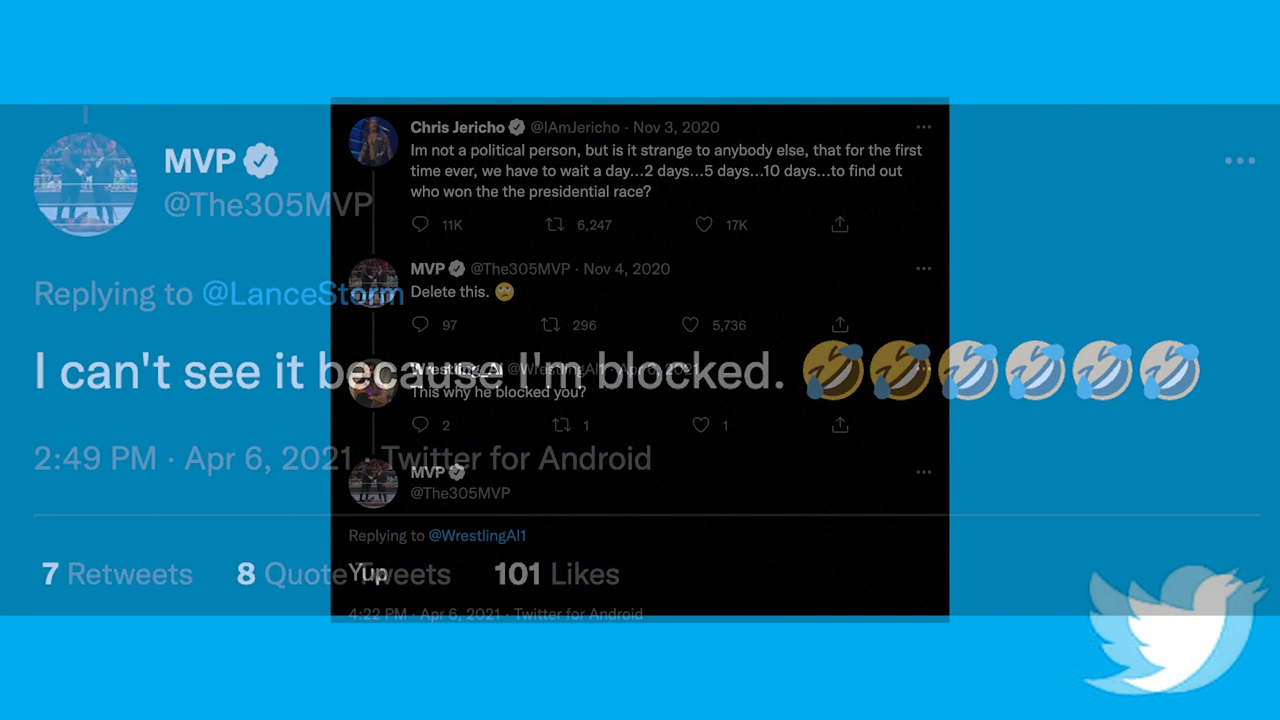 MVP
@The305MVP
Replying to @LanceStorm
I can't see it because I'm blocked. 🤣🤣🤣🤣🤣🤣
2:49 PM · Apr 6, 2021 · Twitter for Android
7 Retweets 8 Quote Tweets 101 Likes
Chris Jericho @IAmJericho · Nov 3, 2020
Im not a political person, but is it strange to anybody else, that for the first
time ever, we have to wait a day...2 days...5 days...10 days...to find out
who won the the presidential race?
11K 6,247 17K
MVP @The305MVP · Nov 4, 2020
Delete this. 🙄
97 296 5,736
Wrestling_AI @WrestlingAI1 · Apr 6, 2021
This why he blocked you?
2 1 1
MVP
@The305MVP
Replying to @WrestlingAI1
Yup
4:22 PM · Apr 6, 2021 · Twitter for Android